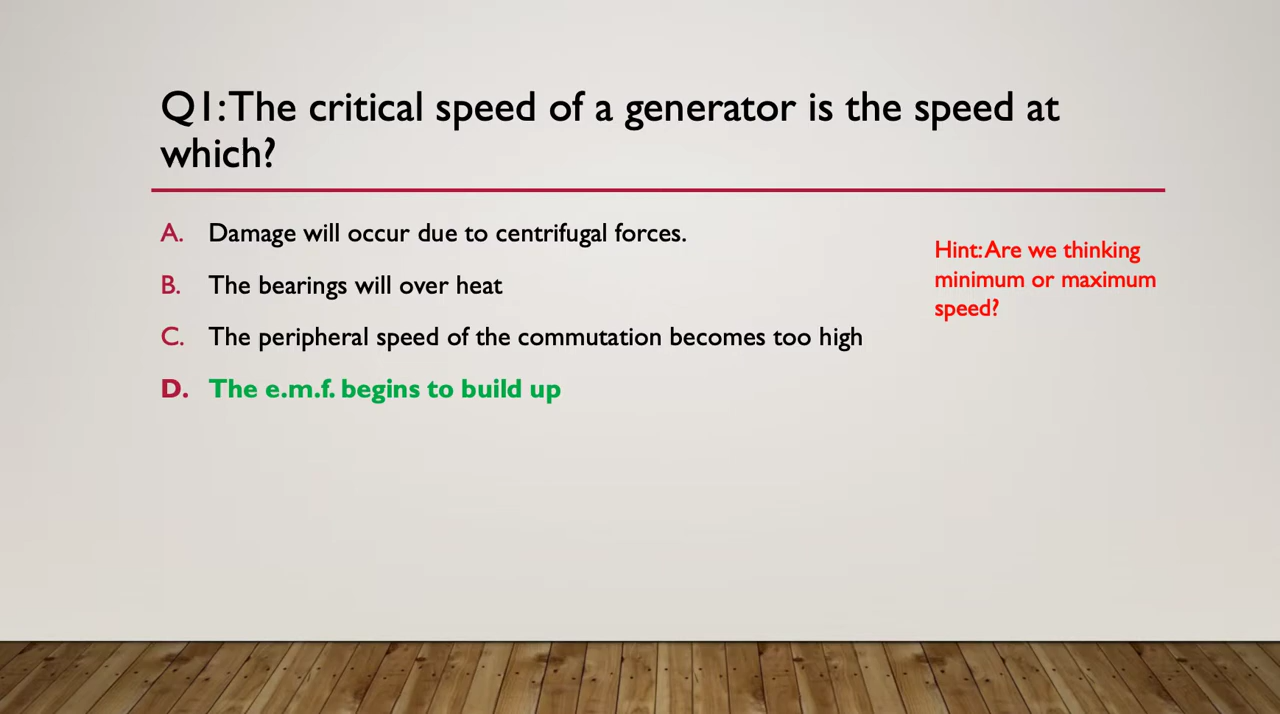 Q1: The critical speed of a generator is the speed at
which?
A. Damage will occur due to centrifugal forces.
B. The bearings will over heat
C. The peripheral speed of the commutation becomes too high
D. The e.m.f. begins to build up
Hint: Are we thinking
minimum or maximum
speed?